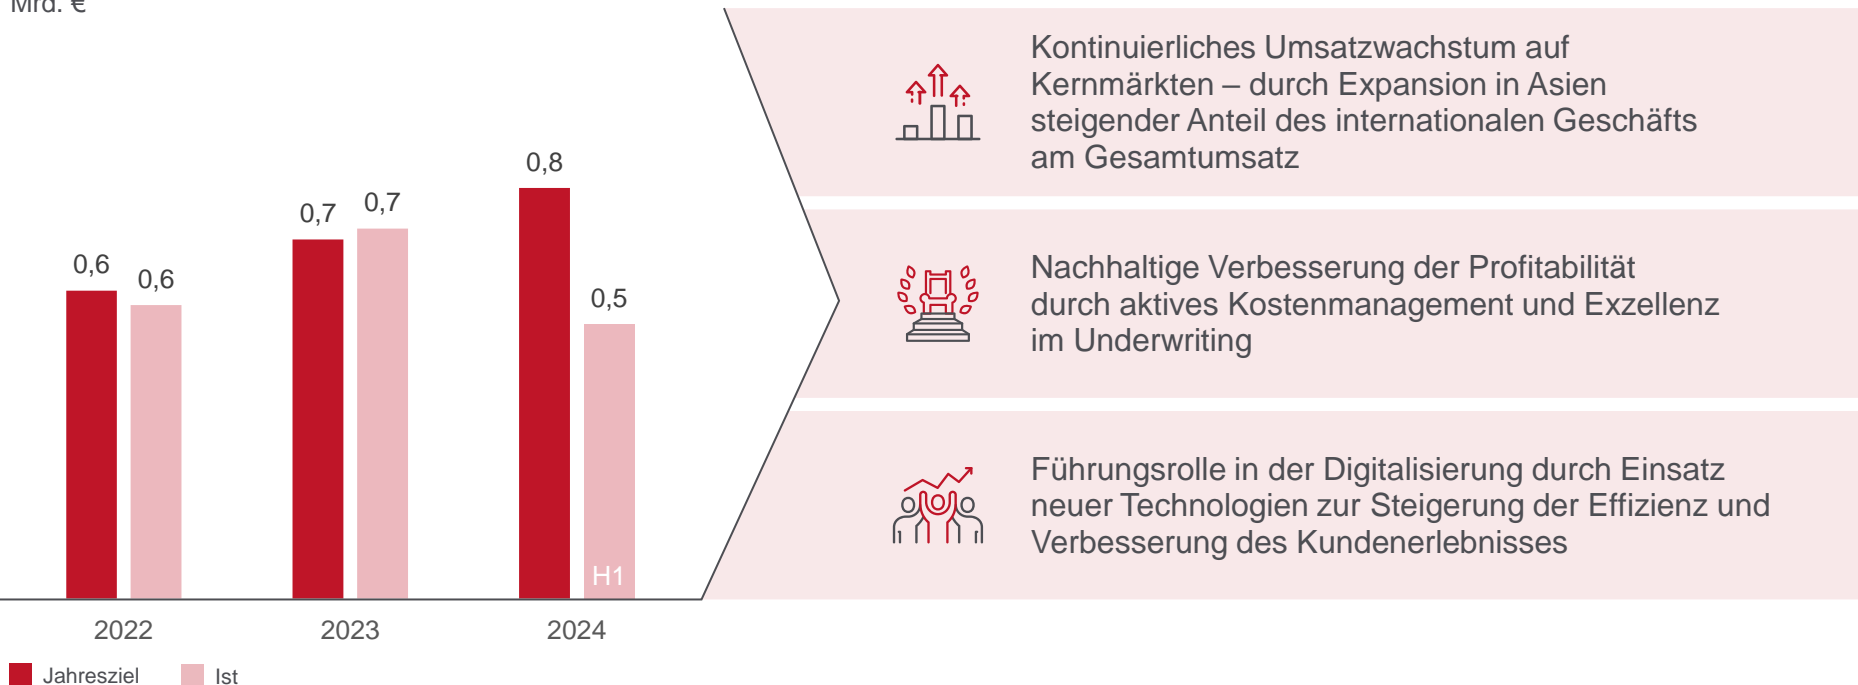 Mrd. €
0,6
0,6
0,7
0,7
0,8
0,5
H1
2022
2023
2024
Jahresziel
Ist
Kontinuierliches Umsatzwachstum auf
Kernmärkten – durch Expansion in Asien
steigender Anteil des internationalen Geschäfts
am Gesamtumsatz
Nachhaltige Verbesserung der Profitabilität
durch aktives Kostenmanagement und Exzellenz
im Underwriting
Führungsrolle in der Digitalisierung durch Einsatz
neuer Technologien zur Steigerung der Effizienz und
Verbesserung des Kundenerlebnisses